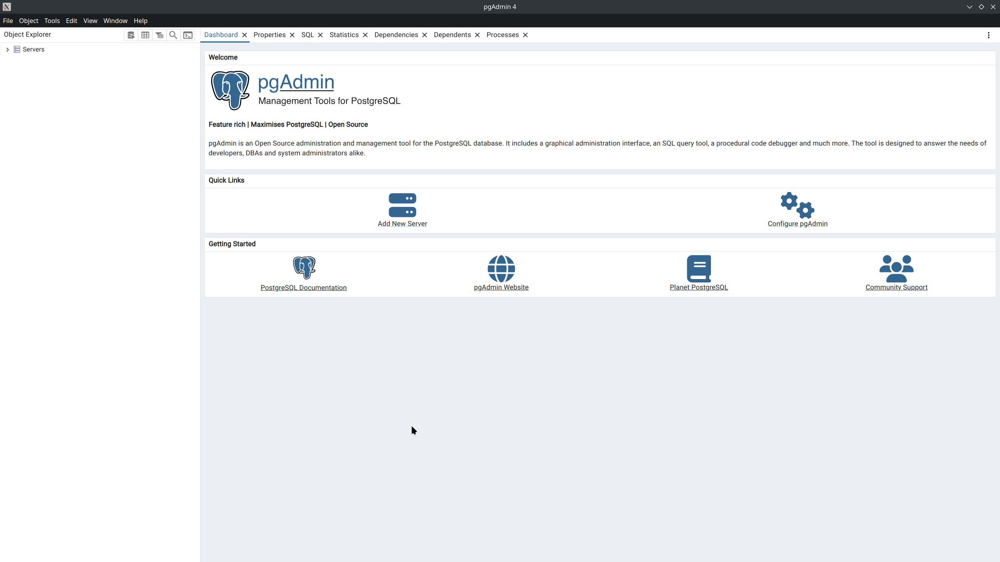 pgAdmin 4
File Object Tools Edit View Window Help
Object Explorer
Servers
Dashboard Properties SQL Statistics Dependencies Dependents Processes
Welcome
pgAdmin
Management Tools for PostgreSQL
Feature rich | Maximises PostgreSQL | Open Source
pgAdmin is an Open Source administration and management tool for the PostgreSQL database. It includes a graphical administration interface, an SQL query tool, a procedural code debugger and much more. The tool is designed to answer the needs of
developers, DBAs and system administrators alike.
Quick Links
Add New Server Configure pgAdmin
Getting Started
PostgreSQL Documentation pgAdmin Website Planet PostgreSQL Community Support